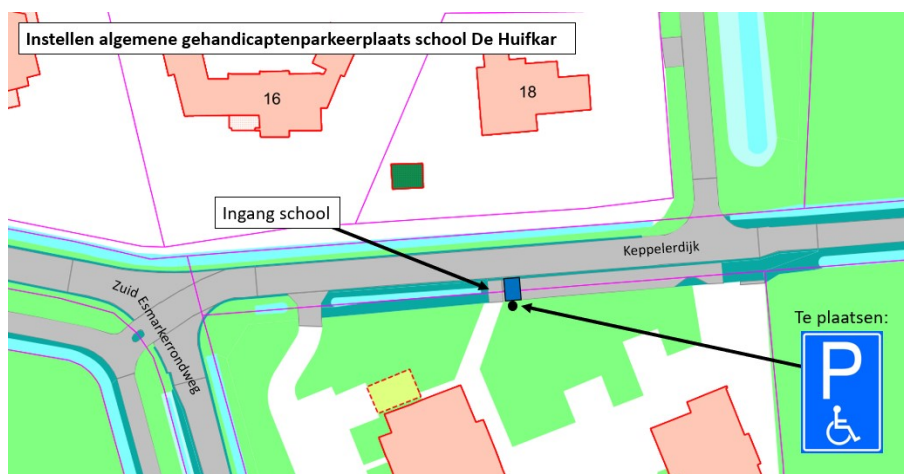 Instellen algemene gehandicaptenparkeerplaats school De Huifkar
16
18
Ingang school
Keppelerdijk
Zuid Esmarkerrondweg
Te plaatsen:
P